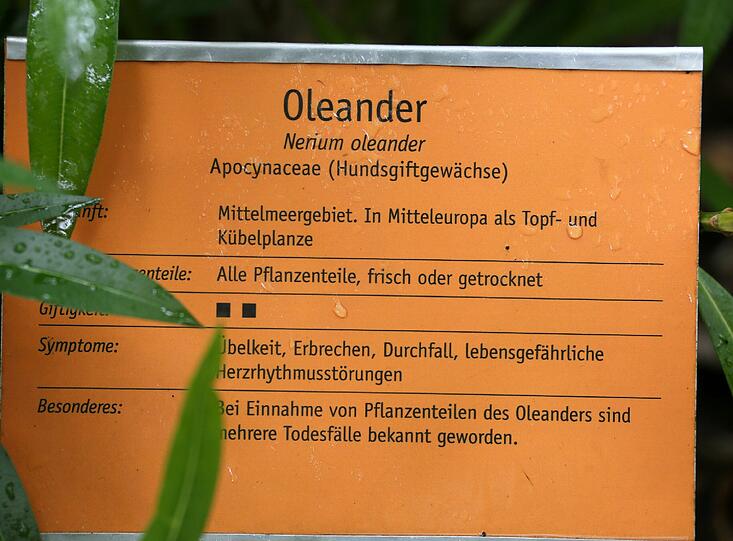 Oleander
Nerium oleander
Apocynaceae (Hundsgiftgewächse)
Mittelmeergebiet. In Mitteleuropa als Topf- und
Kübelplanze
Alle Pflanzenteile, frisch oder getrocknet
Giftigkeit: ■ ■
Symptome: Übelkeit, Erbrechen, Durchfall, lebensgefährliche
Herzrhythmusstörungen
Besonderes: Bei Einnahme von Pflanzenteilen des Oleanders sind
mehrere Todesfälle bekannt geworden.